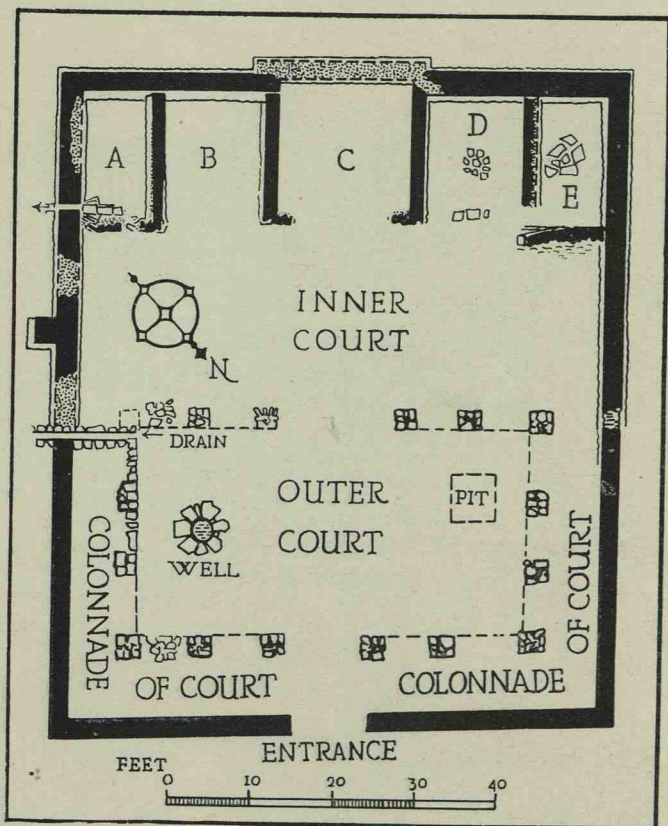 A
B
C
D
E
INNER
COURT
N
DRAIN
OUTER
COURT
PIT
WELL
COLONNADE
OF COURT
OF COURT
COLONNADE
ENTRANCE
FEET
0 10 20 30 40